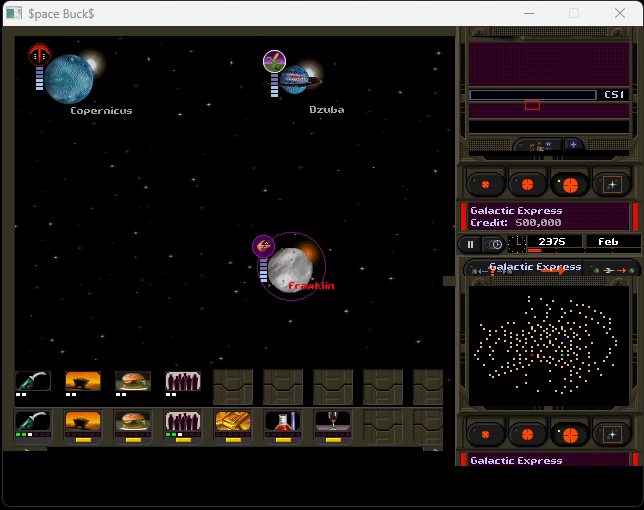 $pace Buck$
Copernicus
Dzuba
CS1
Galactic Express
Credit: 500,000
2375 Feb
Galactic Express
Franklin
Galactic Express